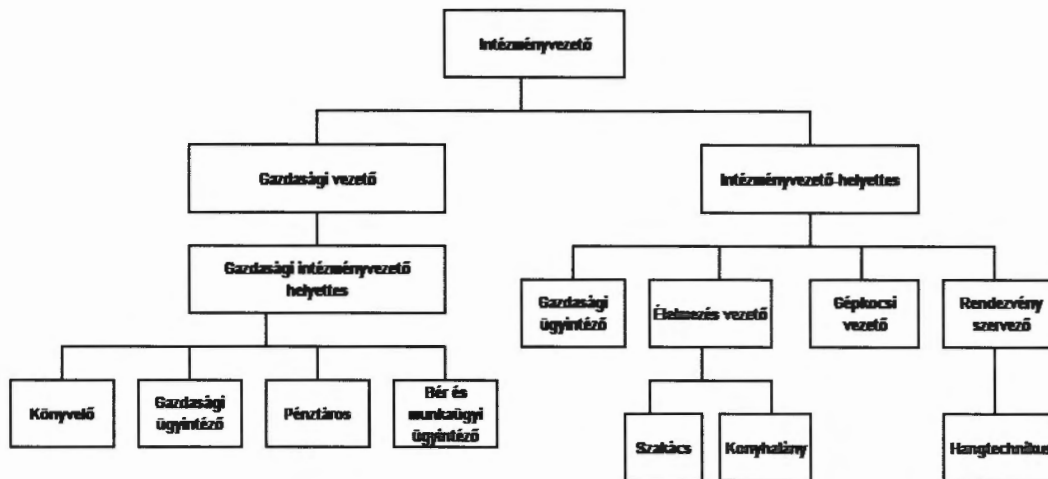 Intézményvezető
Gazdasági vezető
Intézményvezető-helyettes
Gazdasági intézményvezető
helyettes
Gazdasági
ügyintéző
Élelmezés vezető
Gépkocsi
vezető
Rendezvény
szervező
Könyvelő
Gazdasági
ügyintéző
Pénztáros
Bér és
munkaügyi
ügyintéző
Szakács
Konyhalány
Hangtechnikus